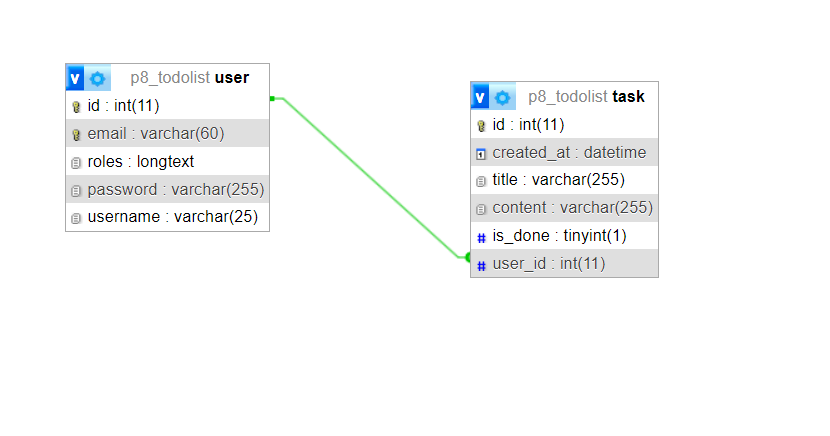 v p8_todolist user
id : int(11)
email : varchar(60)
roles : longtext
password : varchar(255)
username : varchar(25)
v p8_todolist task
id : int(11)
created_at : datetime
title : varchar(255)
content : varchar(255)
# is_done : tinyint(1)
# user_id : int(11)